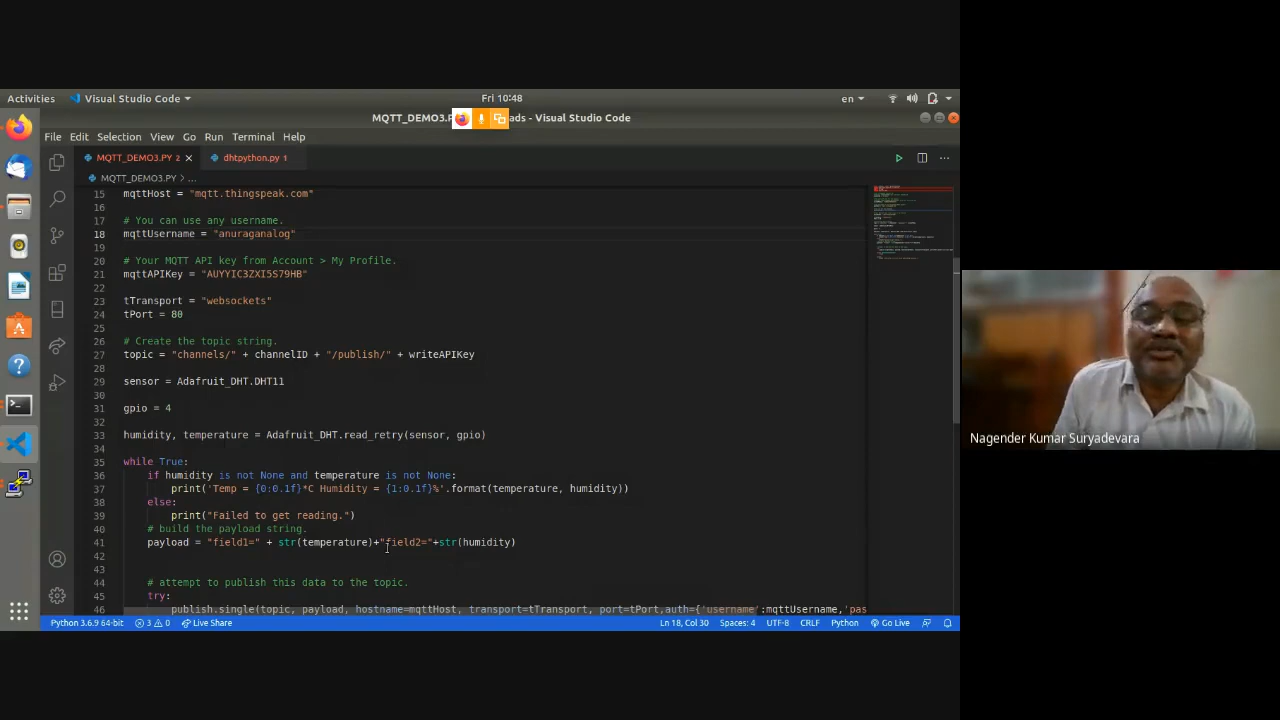 Activities
Visual Studio Code
Fri 10:48
en
MQTT_DEMO3.P
ads - Visual Studio Code
File Edit Selection View Go Run Terminal Help
MQTT_DEMO3.PY 2
dhtpython.py 1
MQTT_DEMO3.PY > ...
15 mqttHost = "mqtt.thingspeak.com"
16
17 # You can use any username.
18 mqttUsername = "anuraganalog"
19
20 # Your MQTT API key from Account > My Profile.
21 mqttAPIKey = "AUYYIC3ZXI5S79HB"
22
23 tTransport = "websockets"
24 tPort = 80
25
26 # Create the topic string.
27 topic = "channels/" + channelID + "/publish/" + writeAPIKey
28
29 sensor = Adafruit_DHT.DHT11
30
31 gpio = 4
32
33 humidity, temperature = Adafruit_DHT.read_retry(sensor, gpio)
34
35 while True:
36 if humidity is not None and temperature is not None:
37 print('Temp = {0:0.1f}*C Humidity = {1:0.1f}%'.format(temperature, humidity))
38 else:
39 print("Failed to get reading.")
40 # build the payload string.
41 payload = "field1=" + str(temperature)+"field2="+str(humidity)
42
43
44 # attempt to publish this data to the topic.
45 try:
46 publish.single(topic, payload, hostname=mqttHost, transport=tTransport, port=tPort,auth={'username':mqttUsername,'pas
Python 3.6.9 64-bit
3
0
Live Share
Ln 18, Col 30
Spaces: 4
UTF-8
CRLF
Python
Go Live
Nagender Kumar Suryadevara